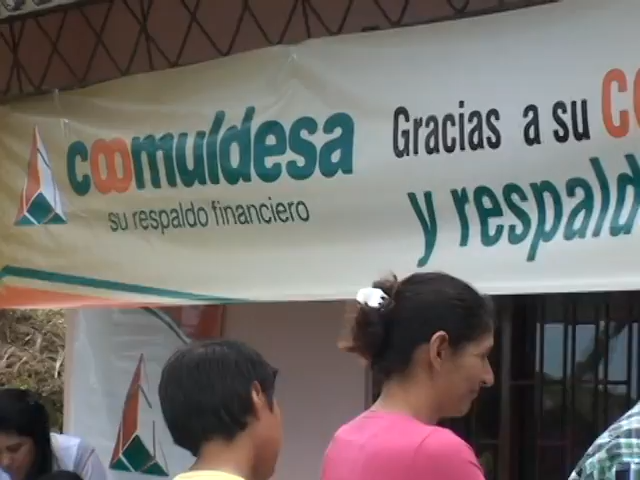 coomuldesa
su respaldo financiero
Gracias a su
y respald